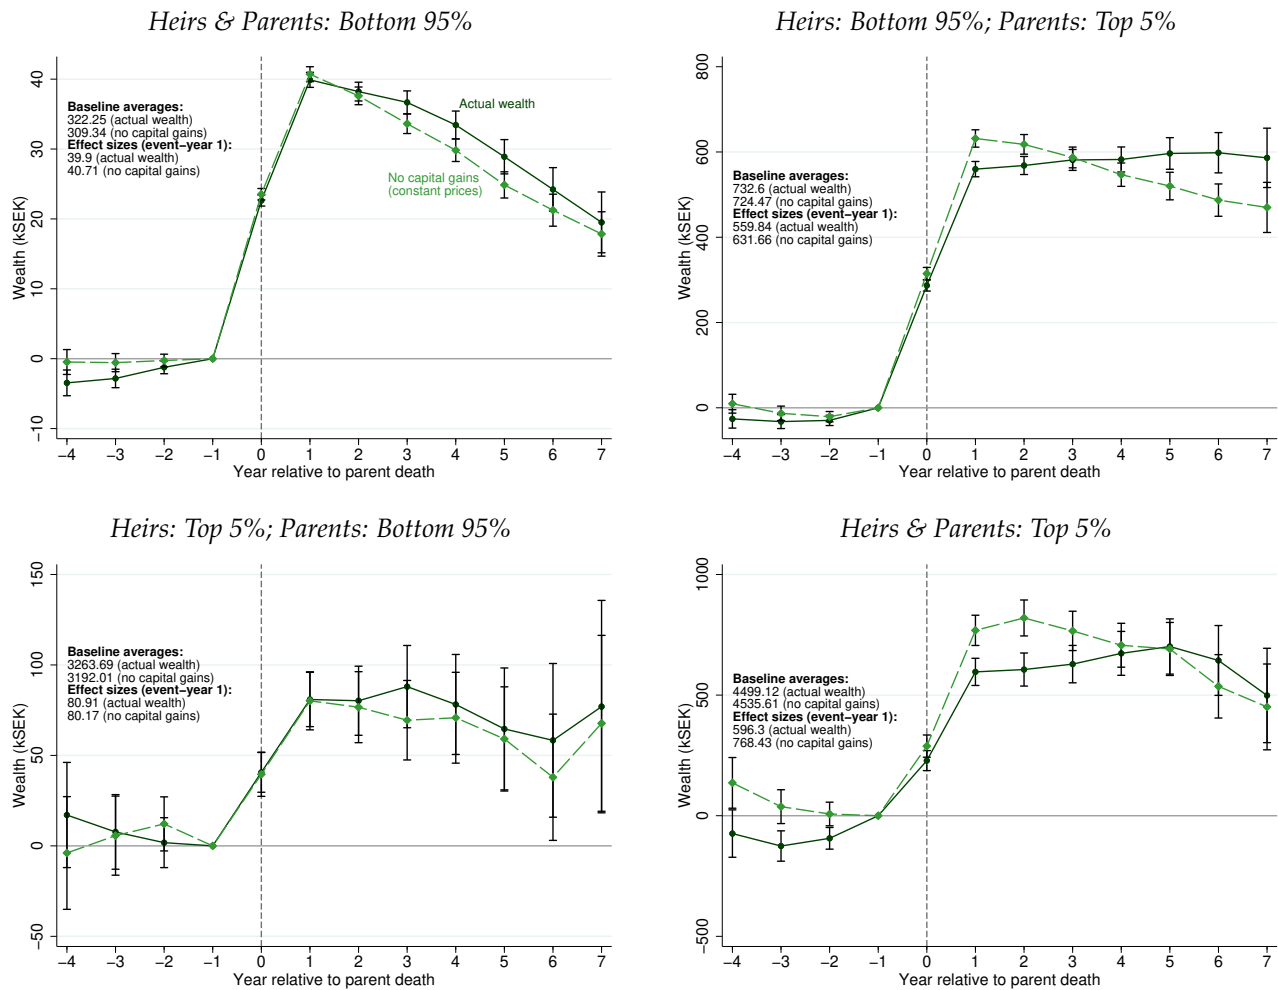 Heirs & Parents: Bottom 95%
Wealth (kSEK)
40
30
20
10
0
−10
Baseline averages:
322.25 (actual wealth)
309.34 (no capital gains)
Effect sizes (event−year 1):
39.9 (actual wealth)
40.71 (no capital gains)
Actual wealth
No capital gains
(constant prices)
−4 −3 −2 −1 0 1 2 3 4 5 6 7
Year relative to parent death
Heirs: Bottom 95%; Parents: Top 5%
Wealth (kSEK)
800
600
400
200
0
Baseline averages:
732.6 (actual wealth)
724.47 (no capital gains)
Effect sizes (event−year 1):
559.84 (actual wealth)
631.66 (no capital gains)
−4 −3 −2 −1 0 1 2 3 4 5 6 7
Year relative to parent death
Heirs: Top 5%; Parents: Bottom 95%
Wealth (kSEK)
150
100
50
0
−50
Baseline averages:
3263.69 (actual wealth)
3192.01 (no capital gains)
Effect sizes (event−year 1):
80.91 (actual wealth)
80.17 (no capital gains)
−4 −3 −2 −1 0 1 2 3 4 5 6 7
Year relative to parent death
Heirs & Parents: Top 5%
Wealth (kSEK)
1000
500
0
−500
Baseline averages:
4499.12 (actual wealth)
4535.61 (no capital gains)
Effect sizes (event−year 1):
596.3 (actual wealth)
768.43 (no capital gains)
−4 −3 −2 −1 0 1 2 3 4 5 6 7
Year relative to parent death